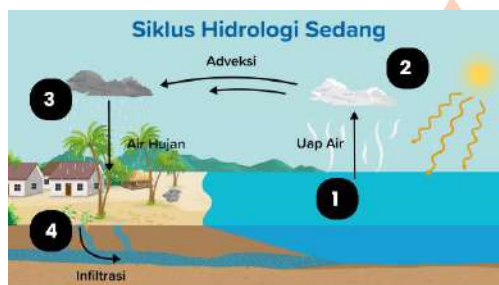 Siklus Hidrologi Sedang
Adveksi
2
3
Air Hujan
Uap Air
1
4
Infiltrasi